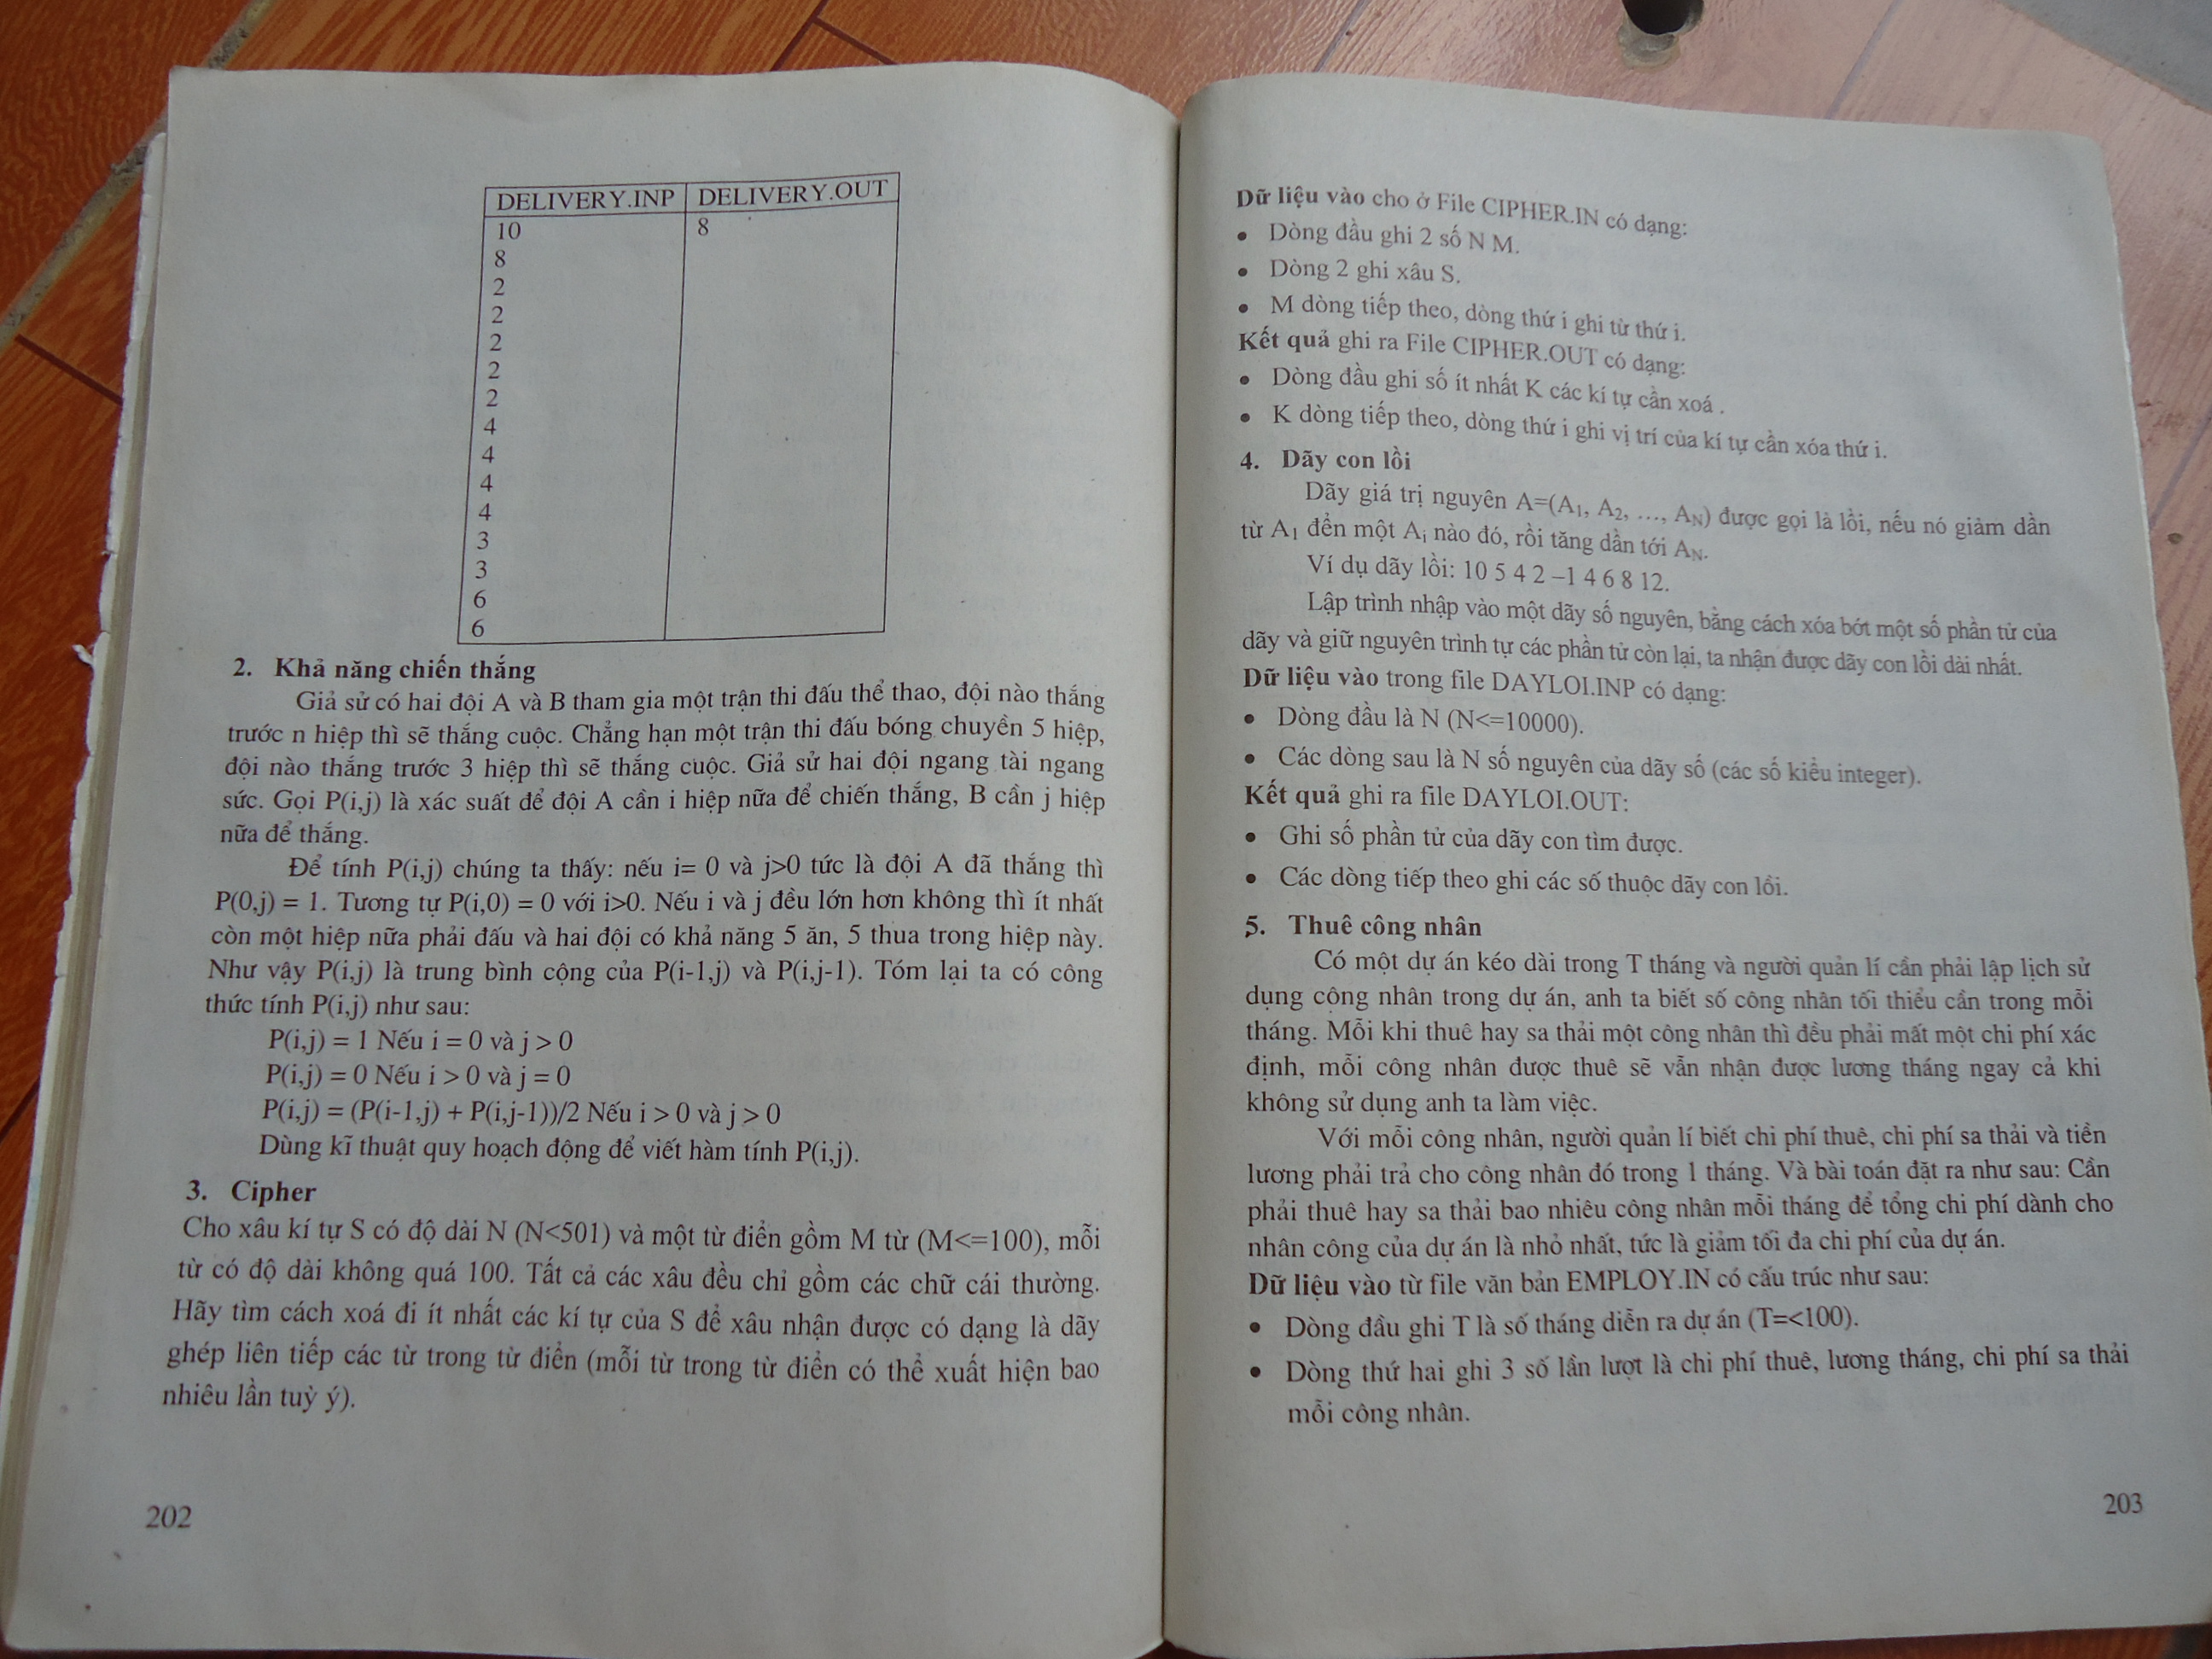 DELIVERY.INP DELIVERY.OUT
10 8
8
2
2
2
2
2
4
4
4
4
3
3
6
6
2. Khả năng chiến thắng
Giả sử có hai đội A và B tham gia một trận thi đấu thể thao, đội nào thắng
trước n hiệp thì sẽ thắng cuộc. Chẳng hạn một trận thi đấu bóng chuyền 5 hiệp,
đội nào thắng trước 3 hiệp thì sẽ thắng cuộc. Giả sử hai đội ngang tài ngang
sức. Gọi P(i,j) là xác suất để đội A cần i hiệp nữa để chiến thắng, B cần j hiệp
nữa để thắng.
Để tính P(i,j) chúng ta thấy: nếu i= 0 và j>0 tức là đội A đã thắng thì
P(0,j) = 1. Tương tự P(i,0) = 0 với i>0. Nếu i và j đều lớn hơn không thì ít nhất
còn một hiệp nữa phải đấu và hai đội có khả năng 5 ăn, 5 thua trong hiệp này.
Như vậy P(i,j) là trung bình cộng của P(i-1,j) và P(i,j-1). Tóm lại ta có công
thức tính P(i,j) như sau:
P(i,j) = 1 Nếu i = 0 và j > 0
P(i,j) = 0 Nếu i > 0 và j = 0
P(i,j) = (P(i-1,j) + P(i,j-1))/2 Nếu i > 0 và j > 0
Dùng kĩ thuật quy hoạch động để viết hàm tính P(i,j).
3. Cipher
Cho xâu kí tự S có độ dài N (N<501) và một từ điển gồm M từ (M<=100), mỗi
từ có độ dài không quá 100. Tất cả các xâu đều chỉ gồm các chữ cái thường.
Hãy tìm cách xoá đi ít nhất các kí tự của S để xâu nhận được có dạng là dãy
ghép liên tiếp các từ trong từ điển (mỗi từ trong từ điển có thể xuất hiện bao
nhiêu lần tuỳ ý).
202
Dữ liệu vào cho ở File CIPHER.IN có dạng:
• Dòng đầu ghi 2 số N M.
• Dòng 2 ghi xâu S.
• M dòng tiếp theo, dòng thứ i ghi từ thứ i.
Kết quả ghi ra File CIPHER.OUT có dạng:
• Dòng đầu ghi số ít nhất K các kí tự cần xoá .
• K dòng tiếp theo, dòng thứ i ghi vị trí của kí tự cần xóa thứ i.
4. Dãy con lồi
Dãy giá trị nguyên A=(A1, A2, ..., AN) được gọi là lồi, nếu nó giảm dần
từ A1 đển một Ai nào đó, rồi tăng dần tới AN.
Ví dụ dãy lồi: 10 5 4 2 –1 4 6 8 12.
Lập trình nhập vào một dãy số nguyên, bằng cách xóa bớt một số phần tử của
dãy và giữ nguyên trình tự các phần tử còn lại, ta nhận được dãy con lồi dài nhất.
Dữ liệu vào trong file DAYLOI.INP có dạng:
• Dòng đầu là N (N<=10000).
• Các dòng sau là N số nguyên của dãy số (các số kiểu integer).
Kết quả ghi ra file DAYLOI.OUT:
• Ghi số phần tử của dãy con tìm được.
• Các dòng tiếp theo ghi các số thuộc dãy con lồi.
5. Thuê công nhân
Có một dự án kéo dài trong T tháng và người quản lí cần phải lập lịch sử
dụng công nhân trong dự án, anh ta biết số công nhân tối thiểu cần trong mỗi
tháng. Mỗi khi thuê hay sa thải một công nhân thì đều phải mất một chi phí xác
định, mỗi công nhân được thuê sẽ vẫn nhận được lương tháng ngay cả khi
không sử dụng anh ta làm việc.
Với mỗi công nhân, người quản lí biết chi phí thuê, chi phí sa thải và tiền
lương phải trả cho công nhân đó trong 1 tháng. Và bài toán đặt ra như sau: Cần
phải thuê hay sa thải bao nhiêu công nhân mỗi tháng để tổng chi phí dành cho
nhân công của dự án là nhỏ nhất, tức là giảm tối đa chi phí của dự án.
Dữ liệu vào từ file văn bản EMPLOY.IN có cấu trúc như sau:
• Dòng đầu ghi T là số tháng diễn ra dự án (T=<100).
• Dòng thứ hai ghi 3 số lần lượt là chi phí thuê, lương tháng, chi phí sa thải
mỗi công nhân.
203